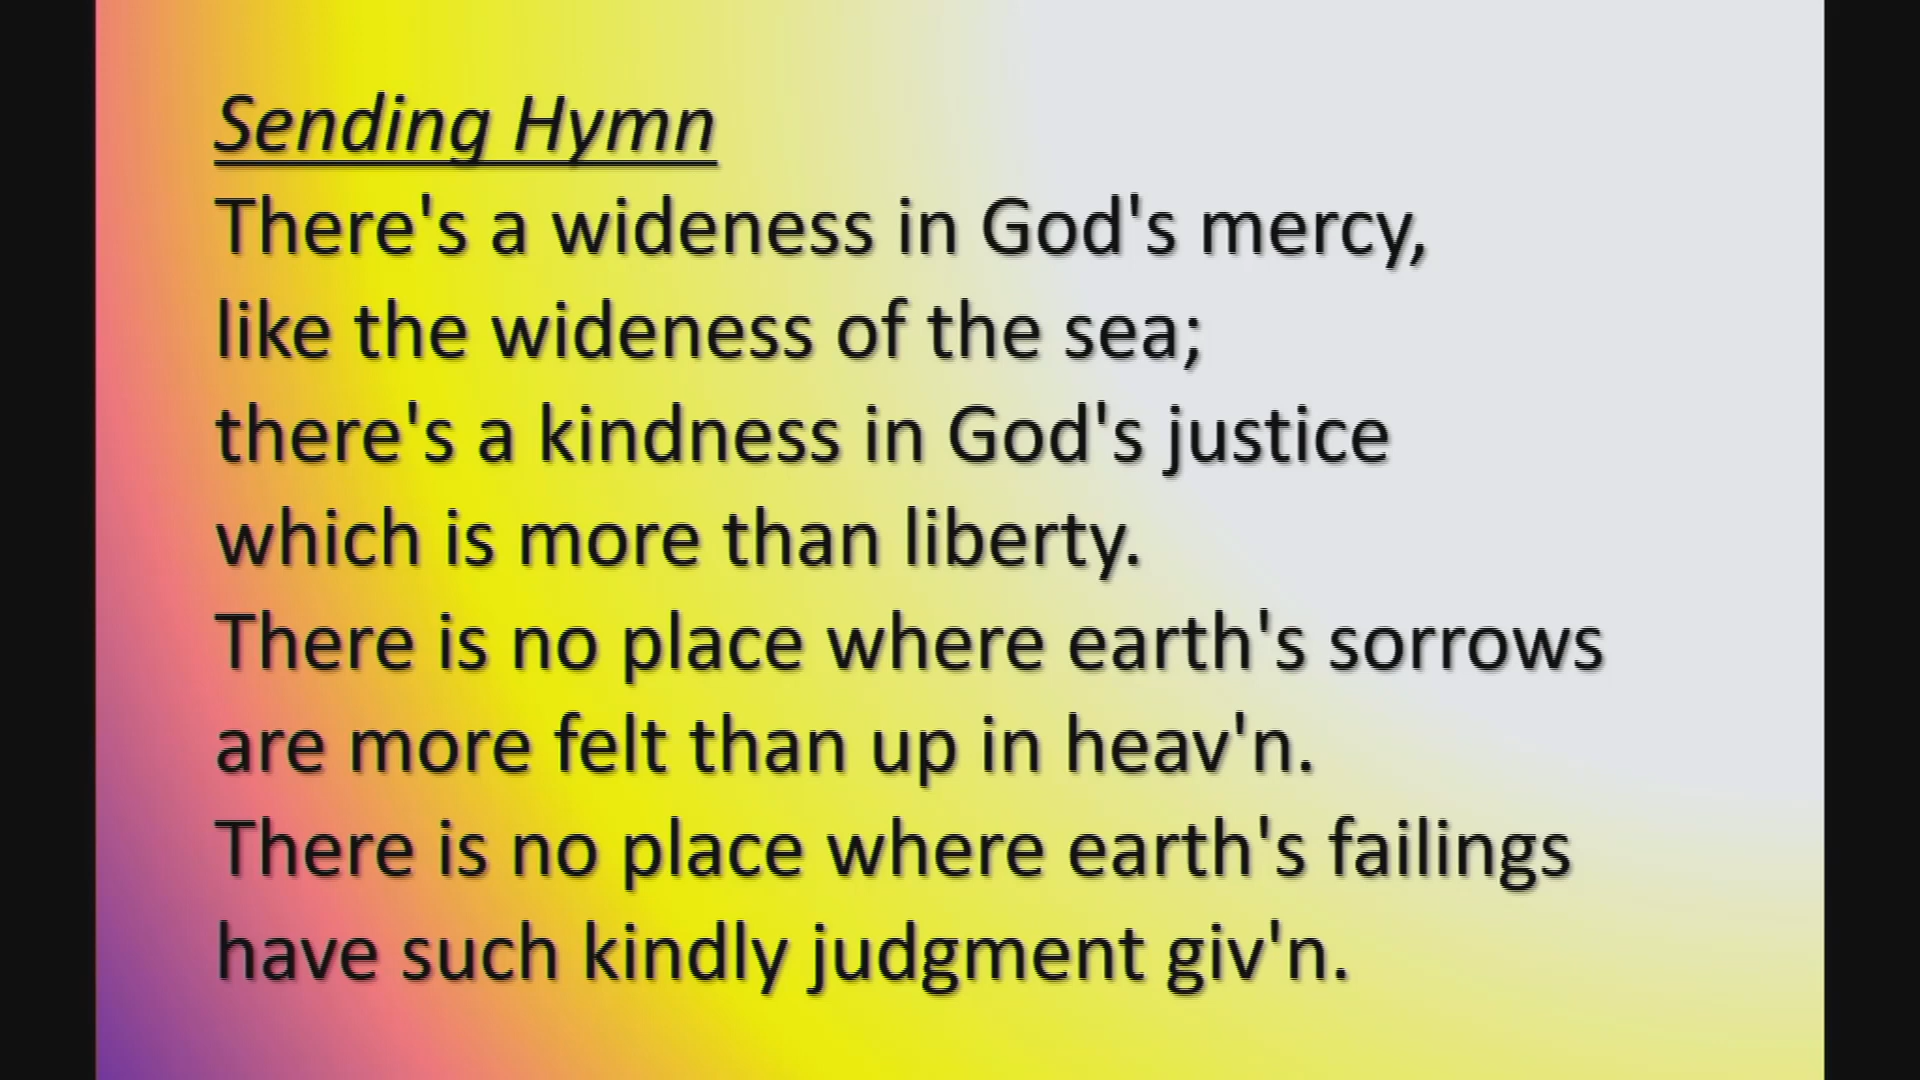 Sending Hymn
There's a wideness in God's mercy,
like the wideness of the sea;
there's a kindness in God's justice
which is more than liberty.
There is no place where earth's sorrows
are more felt than up in heav'n.
There is no place where earth's failings
have such kindly judgment giv'n.